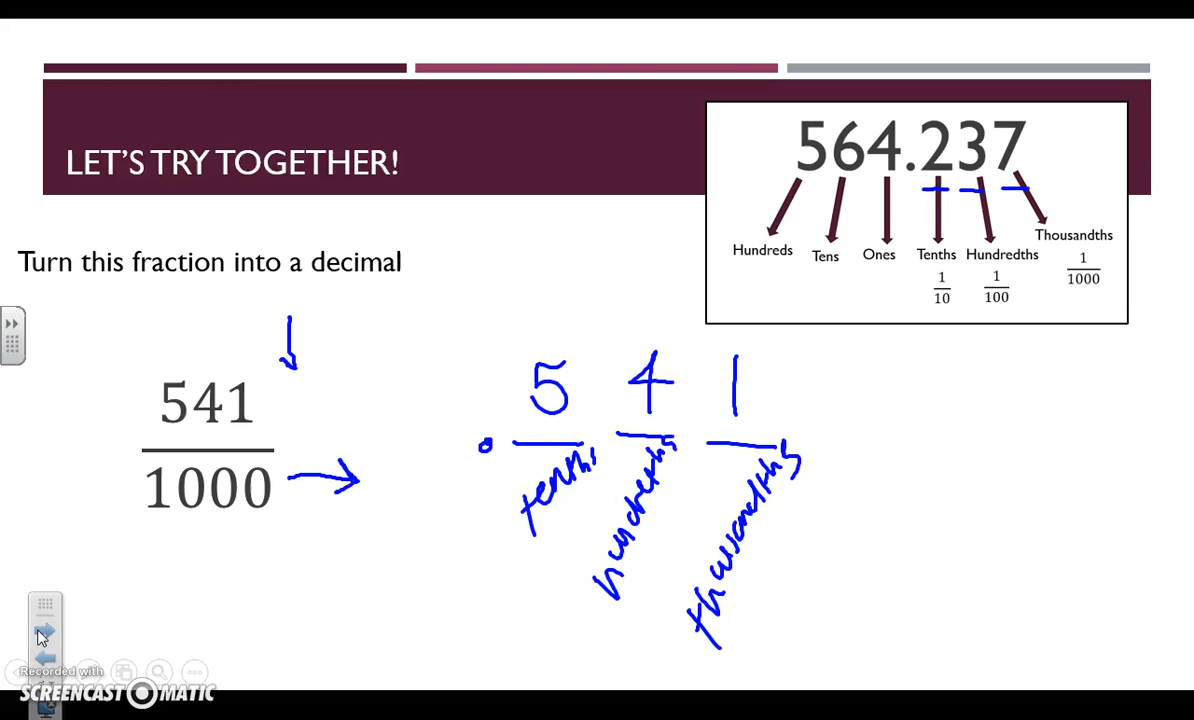 LET'S TRY TOGETHER!
564.237
Hundreds Tens Ones Tenths Hundredths Thousandths
1/10 1/100 1/1000
Turn this fraction into a decimal
541
1000
. 5 4 1
tenths
hundreths
thousandths
Recorded with
SCREENCAST-O-MATIC